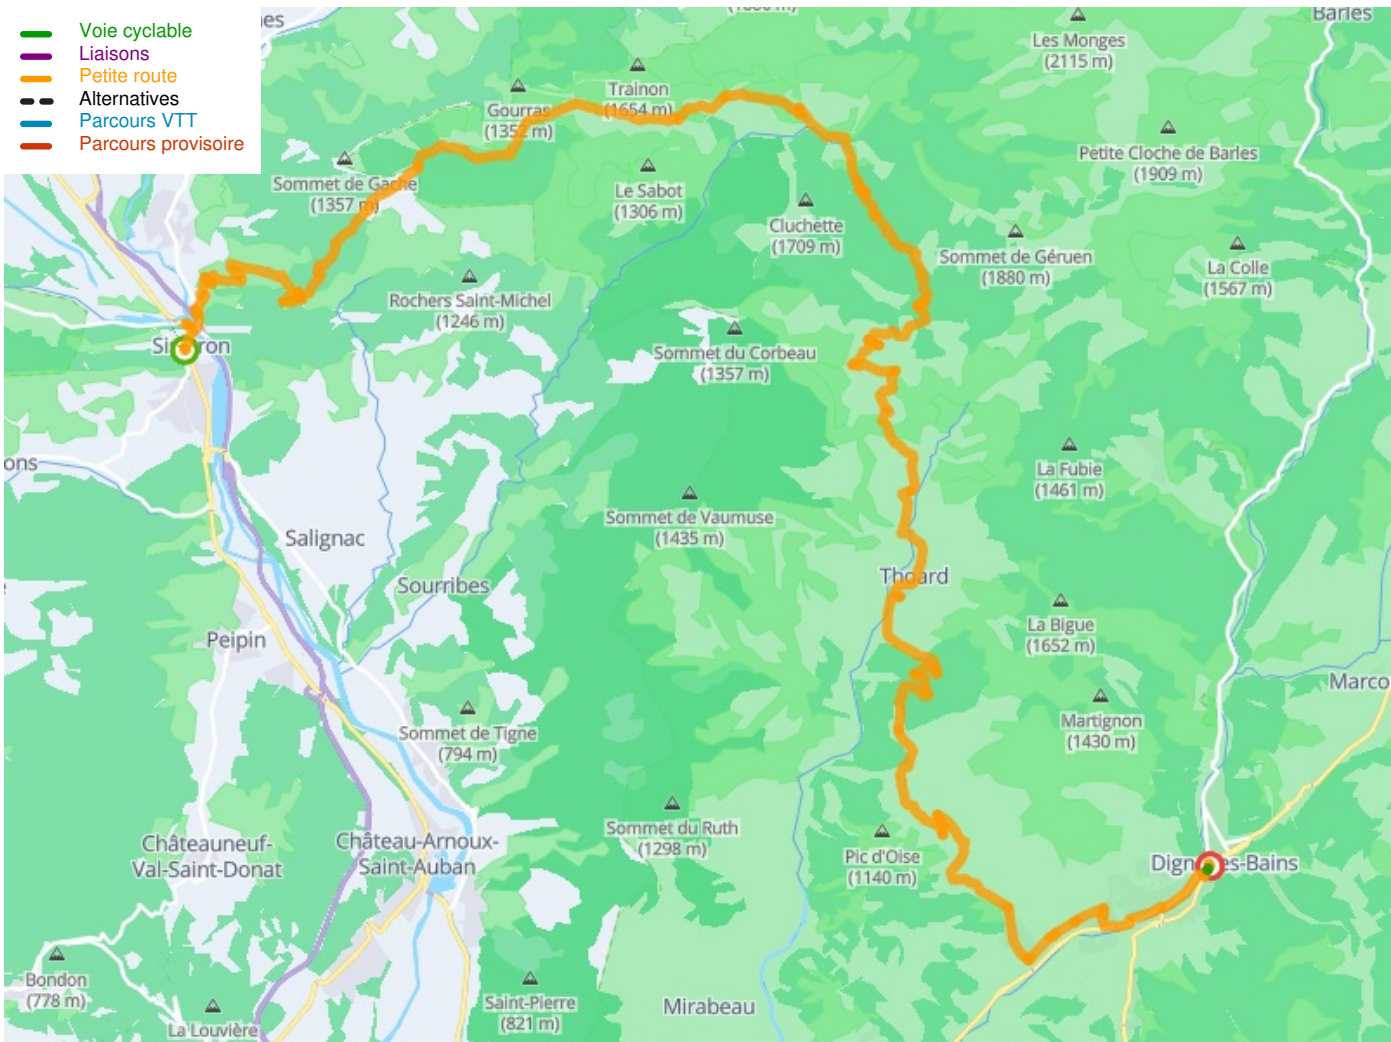 Voie cyclable
Liaisons
Petite route
Alternatives
Parcours VTT
Parcours provisoire
Barles
Les Monges
(2115 m)
Trainon
(1654 m)
Gourras
(1352 m)
Petite Cloche de Barles
(1909 m)
Sommet de Gache
(1357 m)
Le Sabot
(1306 m)
Cluchette
(1709 m)
Sommet de Géruen
(1880 m)
La Colle
(1567 m)
Rochers Saint-Michel
(1246 m)
Sommet du Corbeau
(1357 m)
ons
La Fubie
(1461 m)
Sommet de Vaumuse
(1435 m)
Salignac
Thoard
Sourribes
La Bigue
(1652 m)
Peipin
Marco
Martignon
(1430 m)
Sommet de Tigne
(794 m)
Sommet du Ruth
(1298 m)
Châteauneuf-
Val-Saint-Donat
Château-Arnoux-
Saint-Auban
Pic d'Oise
(1140 m)
Bondon
(778 m)
Saint-Pierre
(821 m)
Mirabeau
La Louvière